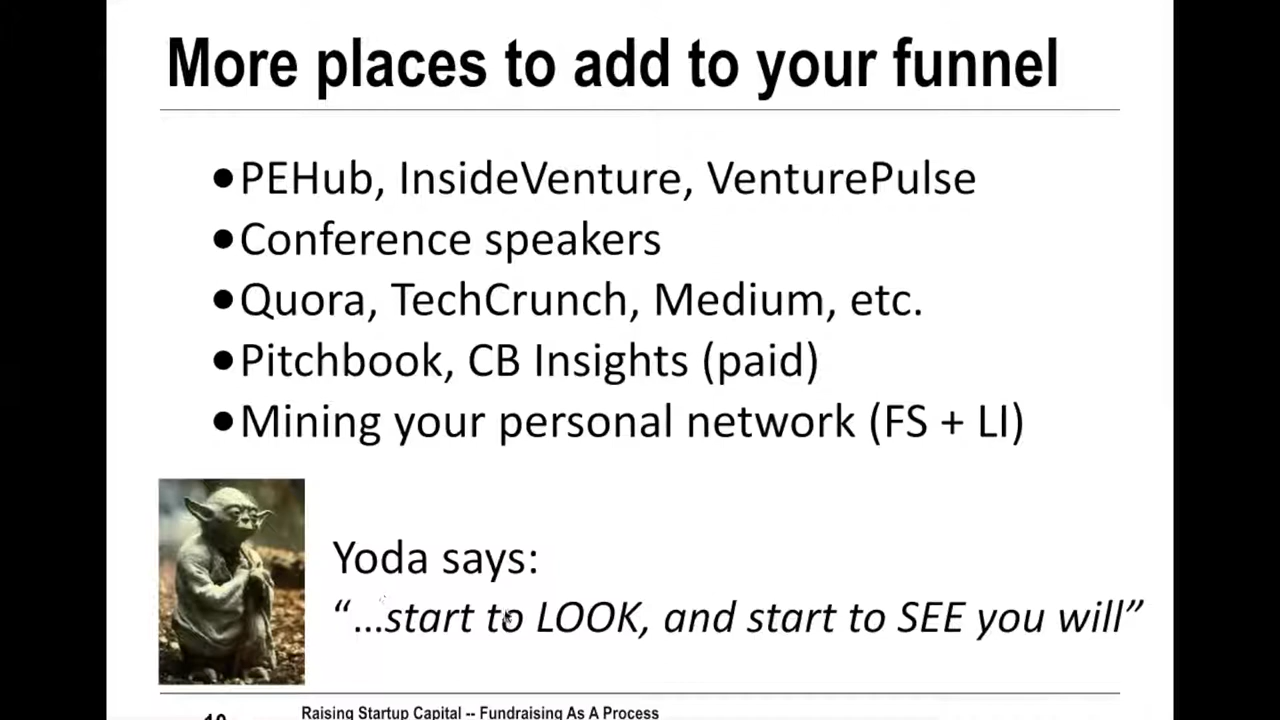 More places to add to your funnel
●PEHub, InsideVenture, VenturePulse
●Conference speakers
●Quora, TechCrunch, Medium, etc.
●Pitchbook, CB Insights (paid)
●Mining your personal network (FS + LI)
Yoda says:
“…start to LOOK, and start to SEE you will”
Raising Startup Capital -- Fundraising As A Process